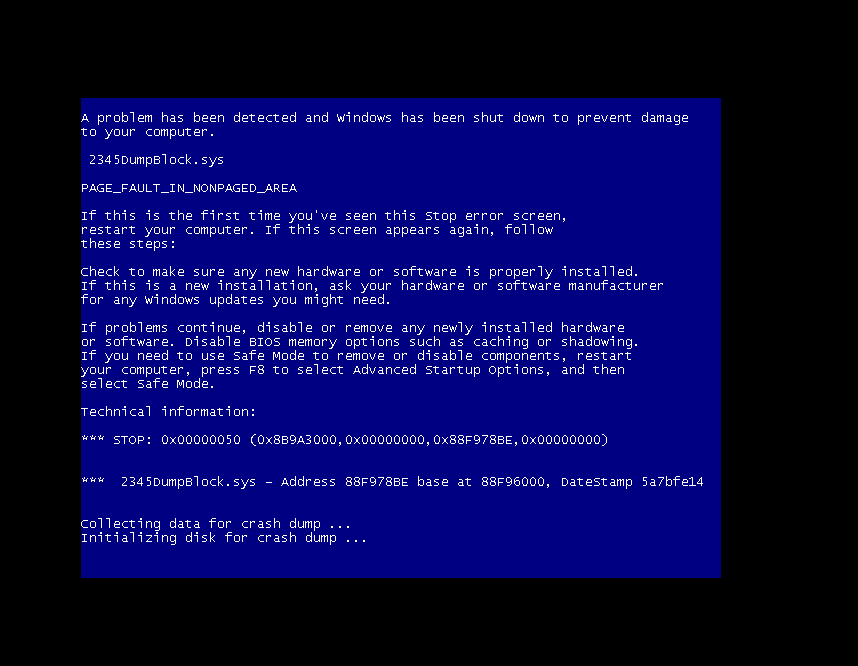 A problem has been detected and Windows has been shut down to prevent damage
to your computer.
2345DumpBlock.sys
PAGE_FAULT_IN_NONPAGED_AREA
If this is the first time you've seen this Stop error screen,
restart your computer. If this screen appears again, follow
these steps:
Check to make sure any new hardware or software is properly installed.
If this is a new installation, ask your hardware or software manufacturer
for any Windows updates you might need.
If problems continue, disable or remove any newly installed hardware
or software. Disable BIOS memory options such as caching or shadowing.
If you need to use Safe Mode to remove or disable components, restart
your computer, press F8 to select Advanced Startup Options, and then
select Safe Mode.
Technical information:
*** STOP: 0x00000050 (0x8B9A3000,0x00000000,0x88F978BE,0x00000000)
***  2345DumpBlock.sys - Address 88F978BE base at 88F96000, DateStamp 5a7bfe14
Collecting data for crash dump ...
Initializing disk for crash dump ...